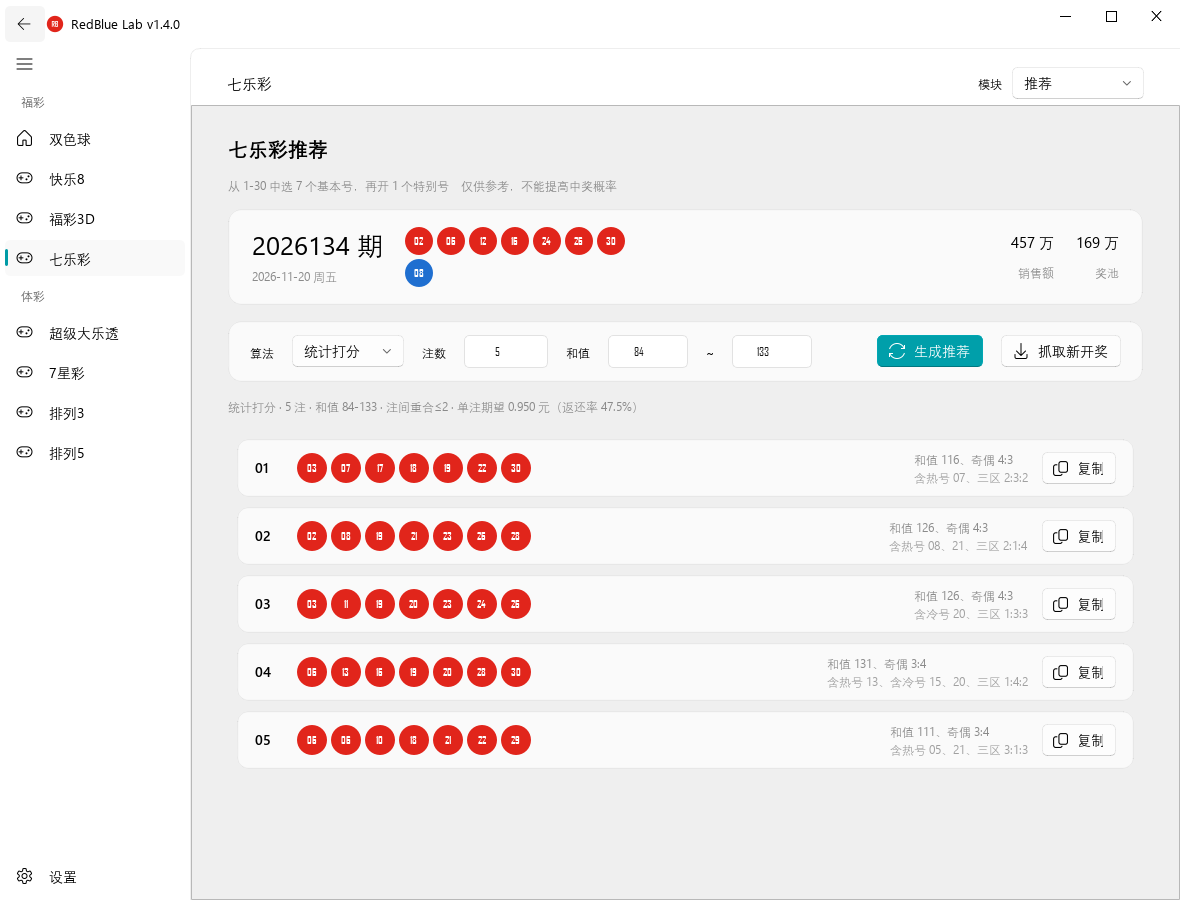 RedBlue Lab v1.4.0
福彩
双色球
快乐8
福彩3D
七乐彩
体彩
超级大乐透
7星彩
排列3
排列5
设置
七乐彩
模块 推荐
七乐彩推荐
从 1-30 中选 7 个基本号，再开 1 个特别号 仅供参考，不能提高中奖概率
2026134 期
2026-11-20 周五
02 12 24 30
08
457 万 169 万
销售额 奖池
算法 统计打分 注数 5 和值 84 ~ 133 生成推荐 抓取新开奖
统计打分 · 5 注 · 和值 84-133 · 注间重合≤2 · 单注期望 0.950 元（返还率 47.5%）
01 03 07 17 18 19 22 30
和值 116、奇偶 4:3
含热号 07、三区 2:3:2
复制
02 02 08 19 21 23 25 28
和值 126、奇偶 4:3
含热号 08、21、三区 2:1:4
复制
03 03 11 19 20 23 24 26
和值 126、奇偶 4:3
含冷号 20、三区 1:3:3
复制
04 06 13 15 19 20 28 30
和值 131、奇偶 3:4
含热号 13、含冷号 15、20、三区 1:4:2
复制
05 05 06 10 18 21 22 29
和值 111、奇偶 3:4
含热号 05、21、三区 3:1:3
复制